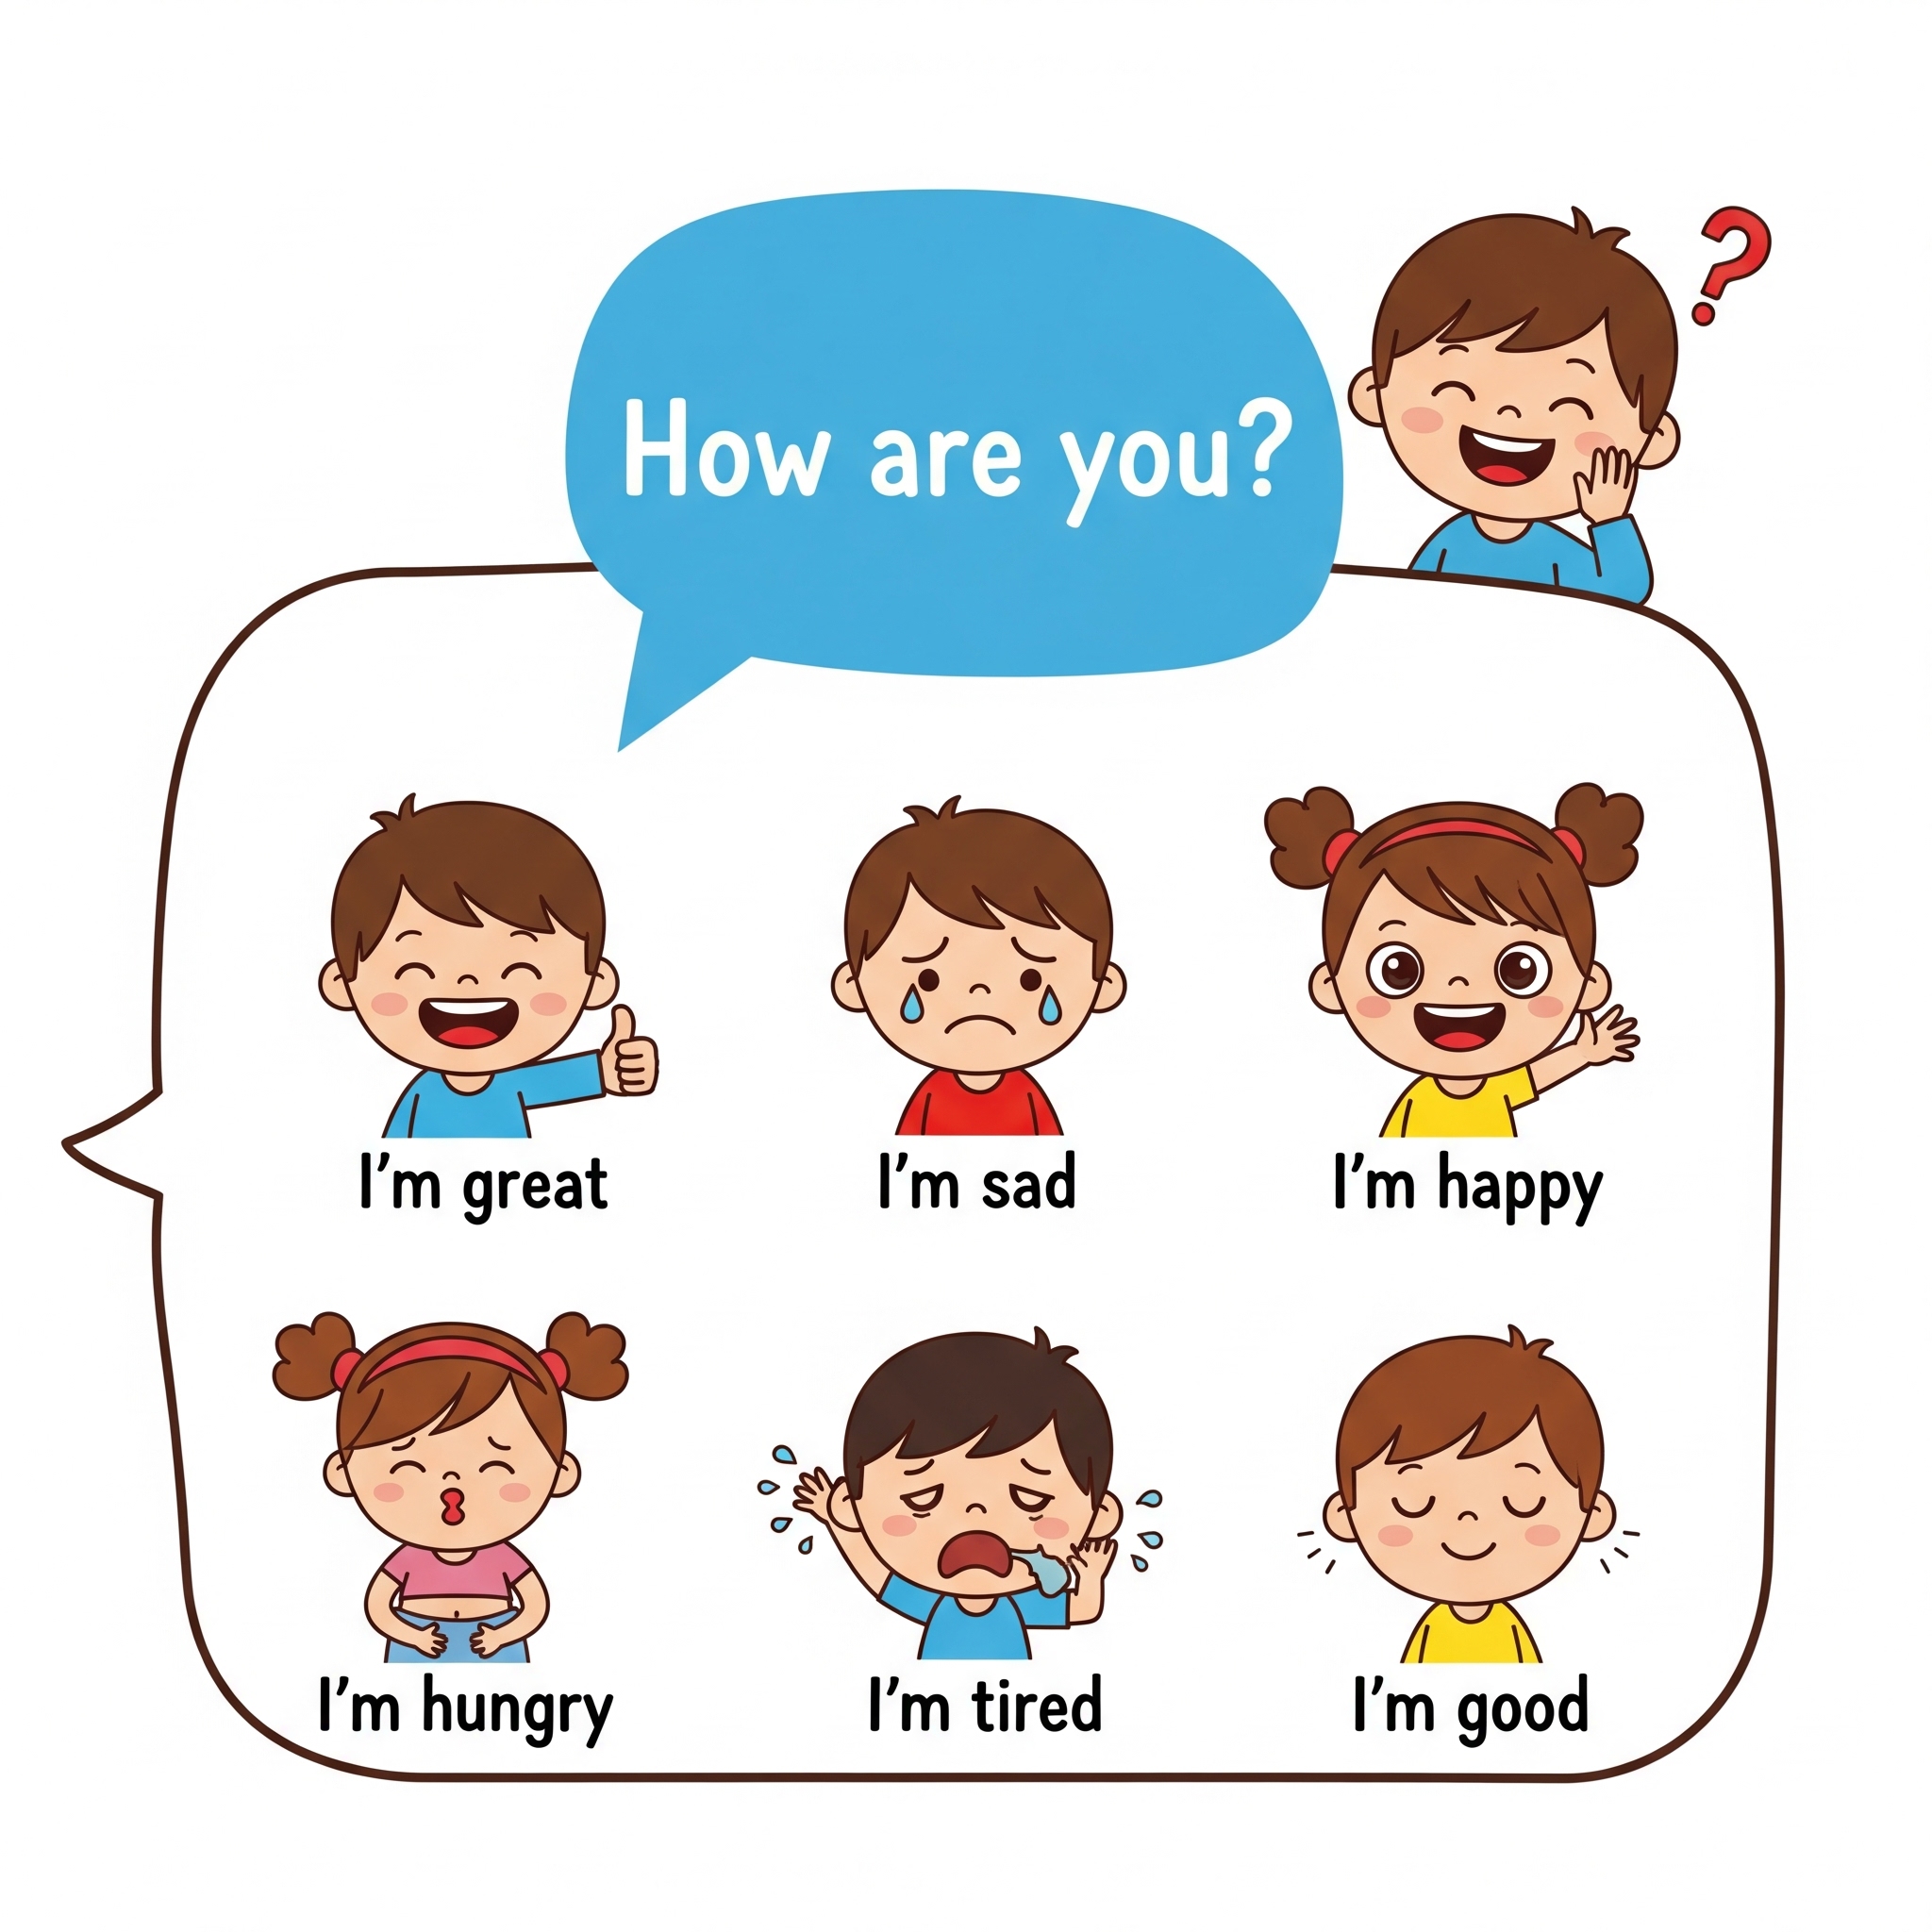 How are you?
?
I'm great
I'm sad
I'm happy
I'm hungry
I'm tired
I'm good